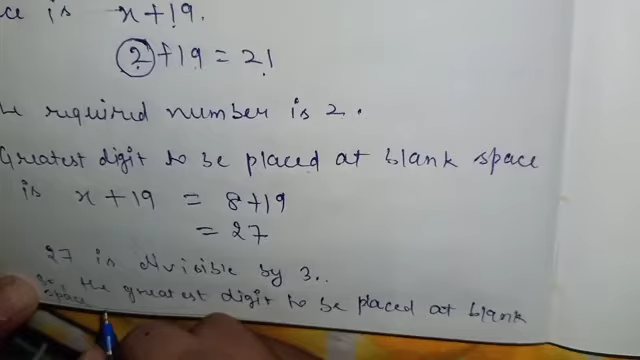 is x+19.
2+19 = 21
required number is 2.
Greatest digit to be placed at blank space
is x+19 = 8+19
= 27
27 is divisible by 3..
the greatest digit to be placed at blank
space